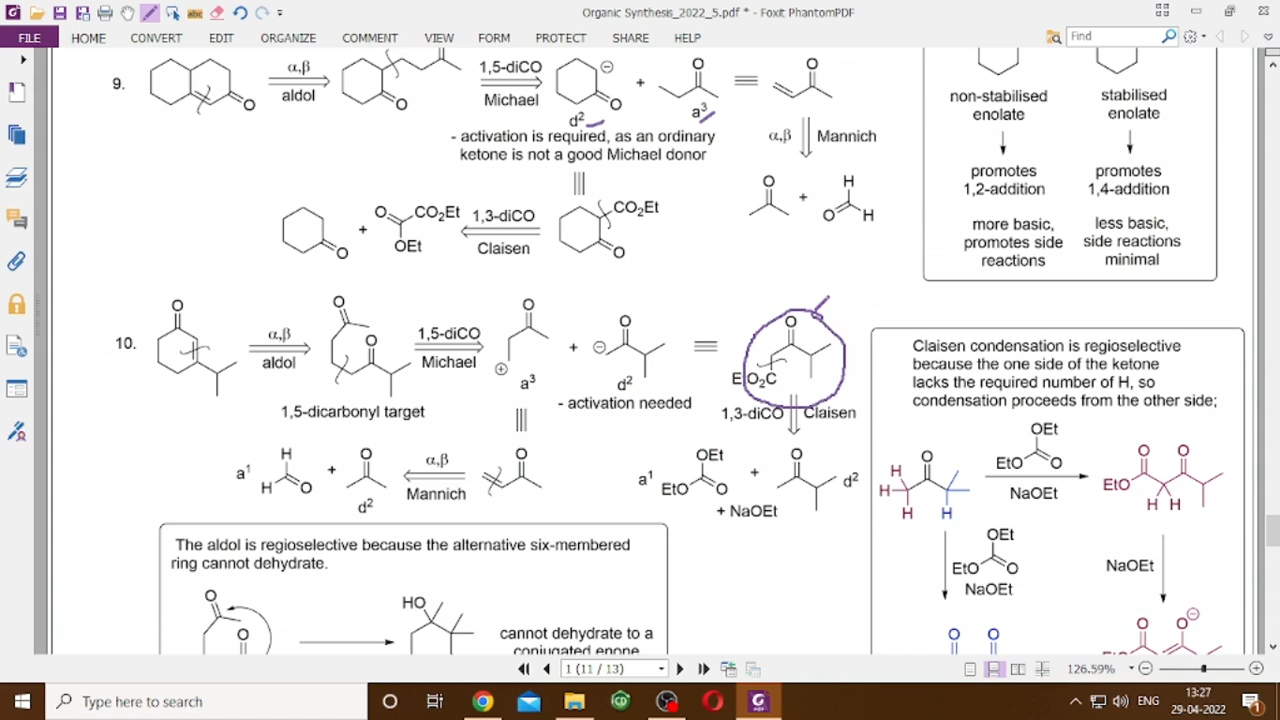 Organic Synthesis_2022_5.pdf * - Foxit PhantomPDF
FILE HOME CONVERT EDIT ORGANIZE COMMENT VIEW FORM PROTECT SHARE HELP
Find
9.
O
α,β
aldol
O
1,5-diCO
Michael
⊖
O
d2
+
O
a3
O
- activation is required, as an ordinary
ketone is not a good Michael donor
α,β Mannich
O
+
H
O H
O
+
O CO2Et
OEt
1,3-diCO
Claisen
CO2Et
O
non-stabilised
enolate
promotes
1,2-addition
more basic,
promotes side
reactions
stabilised
enolate
promotes
1,4-addition
less basic,
side reactions
minimal
10.
O
α,β
aldol
O
O
1,5-dicarbonyl target
1,5-diCO
Michael
O
⊕
a3
+
O
⊖
d2
- activation needed
O
EtO2C
1,3-diCO Claisen
a1
H
H O
+
O
d2
α,β
Mannich
O
a1
OEt
EtO O
+
O
d2
+ NaOEt
Claisen condensation is regioselective
because the one side of the ketone
lacks the required number of H, so
condensation proceeds from the other side;
H O
H
H H
OEt
EtO O
NaOEt
O O
EtO
H H
OEt
EtO O
NaOEt
NaOEt
O O
O O⊖
The aldol is regioselective because the alternative six-membered
ring cannot dehydrate.
O
O
HO
cannot dehydrate to a
conjugated enone
1 (11 / 13)
126.59%
Type here to search
ENG
13:27
29-04-2022
1